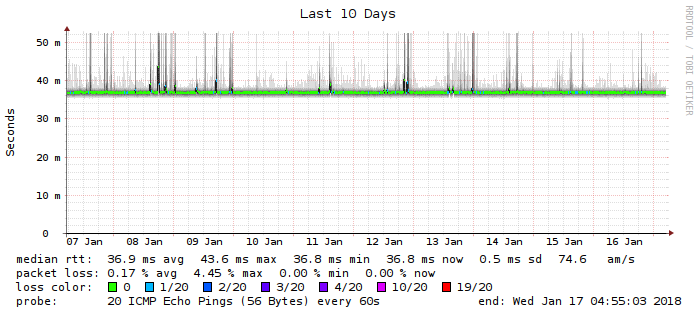 Last 10 Days
RRDTOOL / TOBI OETIKER
Seconds
50 m
40 m
30 m
20 m
10 m
0
07 Jan 08 Jan 09 Jan 10 Jan 11 Jan 12 Jan 13 Jan 14 Jan 15 Jan 16 Jan
median rtt: 36.9 ms avg 43.6 ms max 36.8 ms min 36.8 ms now 0.5 ms sd 74.6 am/s
packet loss: 0.17 % avg 4.45 % max 0.00 % min 0.00 % now
loss color: 0 1/20 2/20 3/20 4/20 10/20 19/20
probe: 20 ICMP Echo Pings (56 Bytes) every 60s end: Wed Jan 17 04:55:03 2018